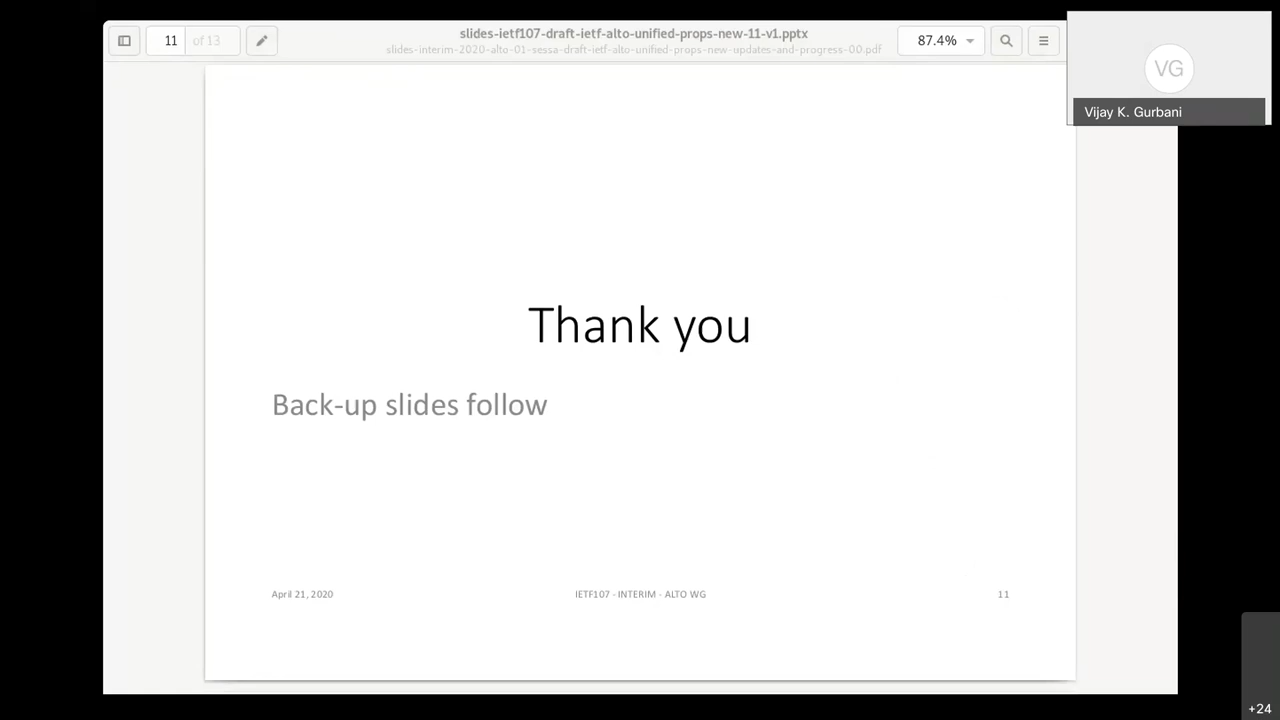 11 of 13
slides-ietf107-draft-ietf-alto-unified-props-new-11-v1.pptx
slides-interim-2020-alto-01-sessa-draft-ietf-alto-unified-props-new-updates-and-progress-00.pdf
87.4%
VG
Vijay K. Gurbani
Thank you
Back-up slides follow
April 21, 2020
IETF107 - INTERIM - ALTO WG
11
+24